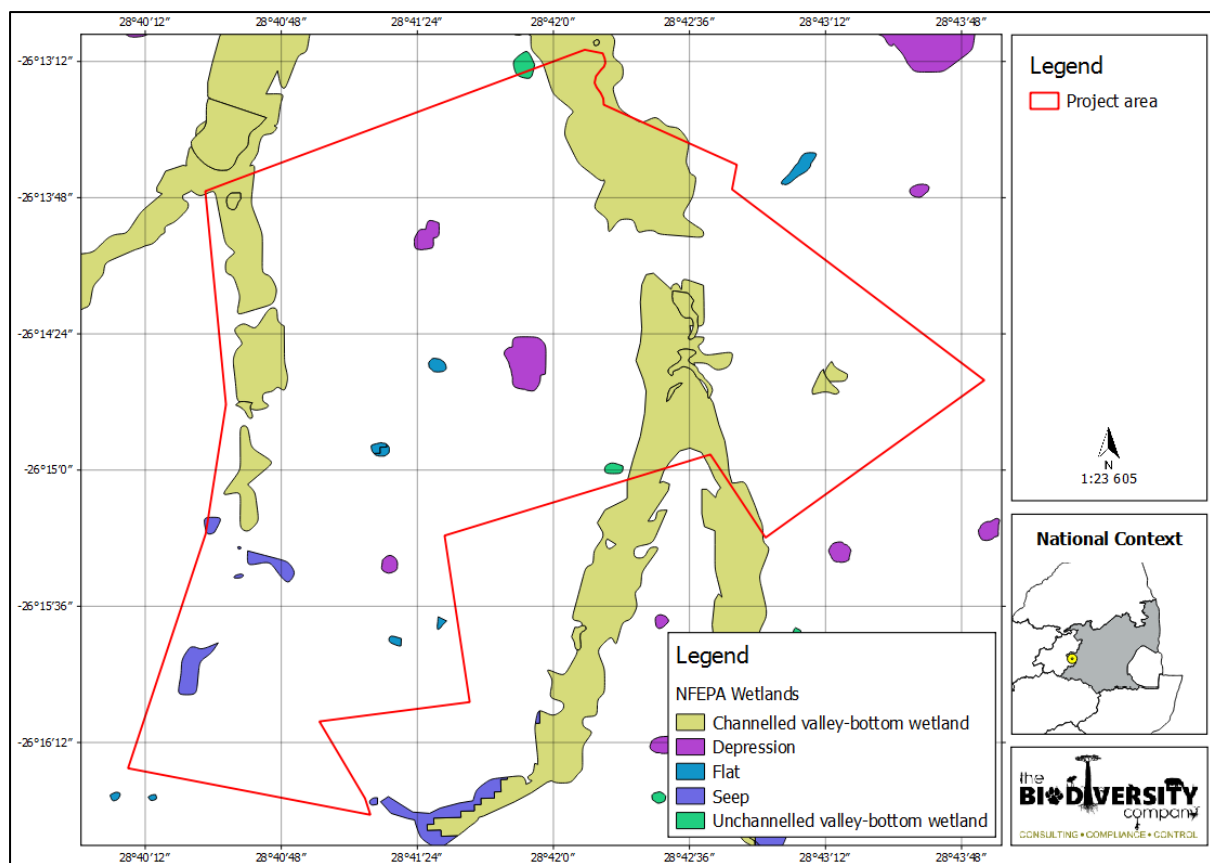 28°40'12" 28°40'48" 28°41'24" 28°42'0" 28°42'36" 28°43'12" 28°43'48"
-26°13'12"
-26°13'48"
-26°14'24"
-26°15'0"
-26°15'36"
-26°16'12"
28°40'12" 28°40'48" 28°41'24" 28°42'0" 28°42'36" 28°43'12" 28°43'48"
Legend
NFEPA Wetlands
Channelled valley-bottom wetland
Depression
Flat
Seep
Unchannelled valley-bottom wetland
Legend
Project area
N
1:23 605
National Context
the
BIODIVERSITY
company
CONSULTING • COMPLIANCE • CONTROL